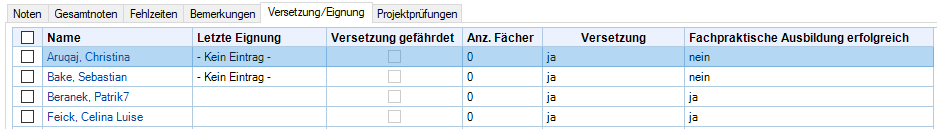 Noten Gesamtnoten Fehlzeiten Bemerkungen Versetzung/Eignung Projektprüfungen
Name Letzte Eignung Versetzung gefährdet Anz. Fächer Versetzung Fachpraktische Ausbildung erfolgreich
Aruqaj, Christina - Kein Eintrag - 0 ja nein
Bake, Sebastian - Kein Eintrag - 0 ja nein
Beranek, Patrik7 0 ja ja
Feick, Celina Luise 0 ja ja